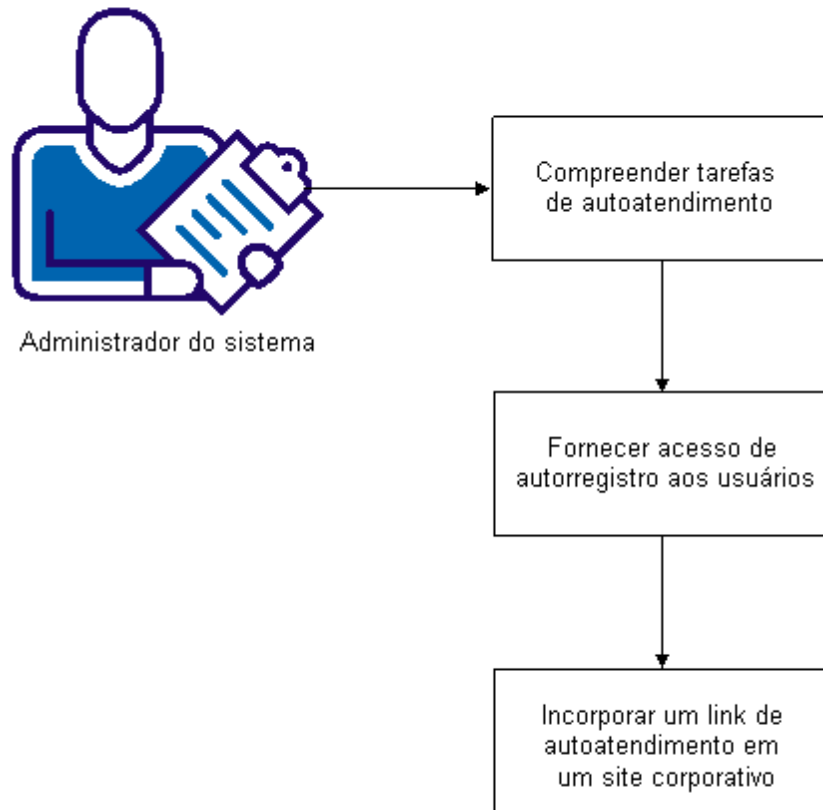 Compreender tarefas
de autoatendimento
Administrador do sistema
Fornecer acesso de
autorregistro aos usuários
Incorporar um link de
autoatendimento em
um site corporativo